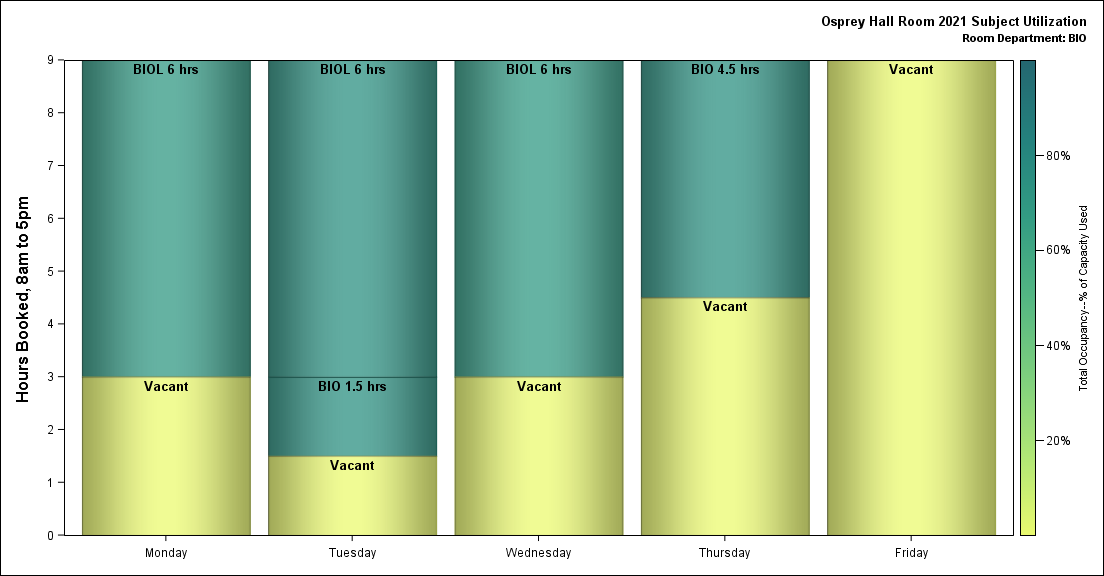 Osprey Hall Room 2021 Subject Utilization
Room Department: BIO
Hours Booked, 8am to 5pm
9
8
7
6
5
4
3
2
1
0
BIOL 6 hrs
Vacant
BIOL 6 hrs
BIO 1.5 hrs
Vacant
BIOL 6 hrs
Vacant
BIO 4.5 hrs
Vacant
Vacant
Monday
Tuesday
Wednesday
Thursday
Friday
80%
60%
40%
20%
Total Occupancy--% of Capacity Used